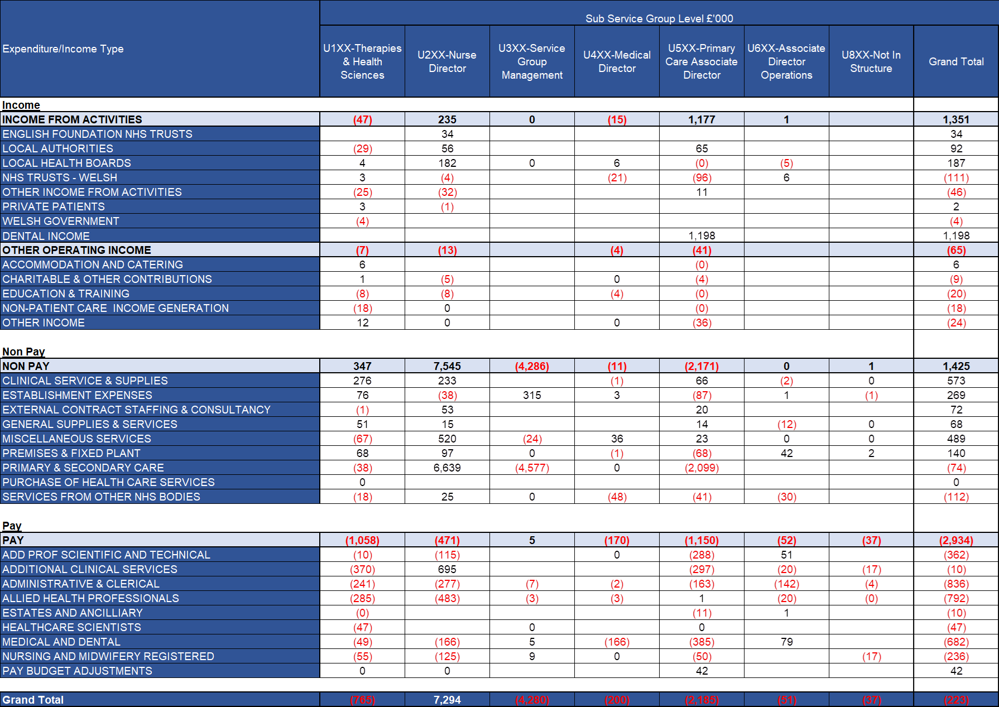 Sub Service Group Level £'000
Expenditure/Income Type U1XX-Therapies & Health Sciences U2XX-Nurse Director U3XX-Service Group Management U4XX-Medical Director U5XX-Primary Care Associate Director U6XX-Associate Director Operations U8XX-Not In Structure Grand Total
Income
INCOME FROM ACTIVITIES (47) 235 0 (15) 1,177 1 1,351
ENGLISH FOUNDATION NHS TRUSTS 34 34
LOCAL AUTHORITIES (29) 56 65 92
LOCAL HEALTH BOARDS 4 182 0 6 (0) (5) 187
NHS TRUSTS - WELSH 3 (4) (21) (96) 6 (111)
OTHER INCOME FROM ACTIVITIES (25) (32) 11 (46)
PRIVATE PATIENTS 3 (1) 2
WELSH GOVERNMENT (4) (4)
DENTAL INCOME 1,198 1,198
OTHER OPERATING INCOME (7) (13) (4) (41) (65)
ACCOMMODATION AND CATERING 6 (0) 6
CHARITABLE & OTHER CONTRIBUTIONS 1 (5) 0 (4) (9)
EDUCATION & TRAINING (8) (8) (4) (0) (20)
NON-PATIENT CARE  INCOME GENERATION (18) 0 (0) (18)
OTHER INCOME 12 0 0 (36) (24)
Non Pay
NON PAY 347 7,545 (4,286) (11) (2,171) 0 1 1,425
CLINICAL SERVICE & SUPPLIES 276 233 (1) 66 (2) 0 573
ESTABLISHMENT EXPENSES 76 (38) 315 3 (87) 1 (1) 269
EXTERNAL CONTRACT STAFFING & CONSULTANCY (1) 53 20 72
GENERAL SUPPLIES & SERVICES 51 15 14 (12) 0 68
MISCELLANEOUS SERVICES (67) 520 (24) 36 23 0 0 489
PREMISES & FIXED PLANT 68 97 0 (1) (68) 42 2 140
PRIMARY & SECONDARY CARE (38) 6,639 (4,577) 0 (2,099) (74)
PURCHASE OF HEALTH CARE SERVICES 0 0
SERVICES FROM OTHER NHS BODIES (18) 25 0 (48) (41) (30) (112)
Pay
PAY (1,058) (471) 5 (170) (1,150) (52) (37) (2,934)
ADD PROF SCIENTIFIC AND TECHNICAL (10) (115) 0 (288) 51 (362)
ADDITIONAL CLINICAL SERVICES (370) 695 (297) (20) (17) (10)
ADMINISTRATIVE & CLERICAL (241) (277) (7) (2) (163) (142) (4) (836)
ALLIED HEALTH PROFESSIONALS (285) (483) (3) (3) 1 (20) (0) (792)
ESTATES AND ANCILLIARY (0) (11) 1 (10)
HEALTHCARE SCIENTISTS (47) 0 0 (47)
MEDICAL AND DENTAL (49) (166) 5 (166) (385) 79 (682)
NURSING AND MIDWIFERY REGISTERED (55) (125) 9 0 (50) (17) (236)
PAY BUDGET ADJUSTMENTS 0 0 42 42
Grand Total (765) 7,294 (4,280) (200) (2,185) (51) (37) (223)